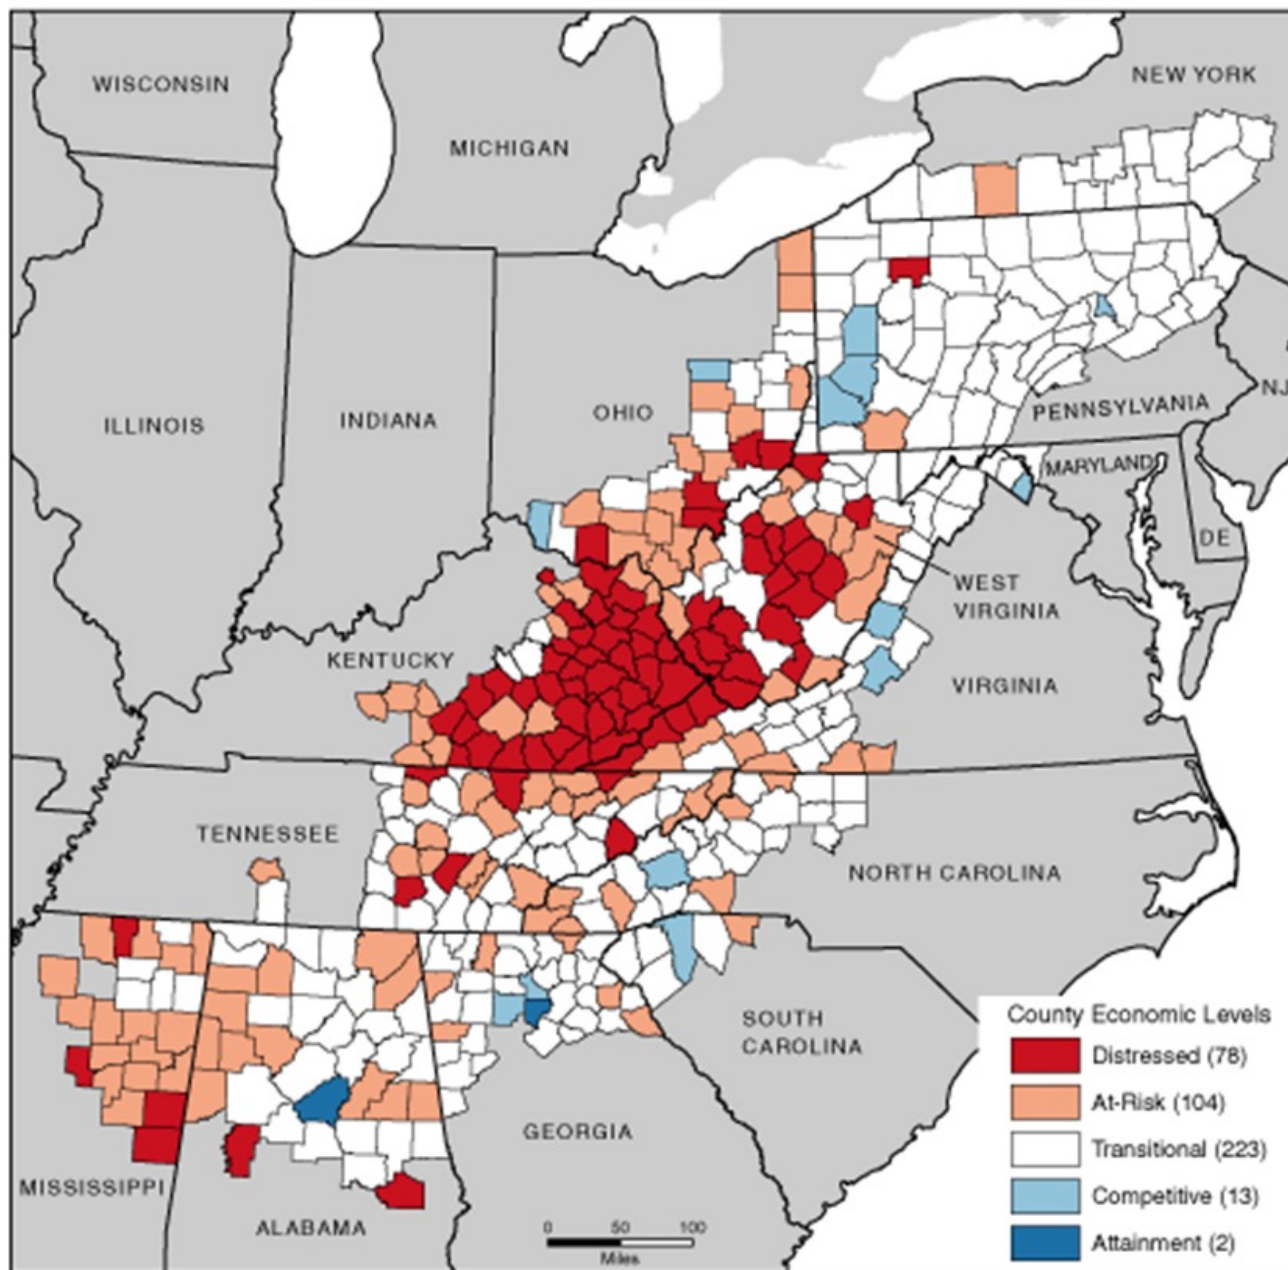 WISCONSIN
NEW YORK
MICHIGAN
ILLINOIS
INDIANA
OHIO
PENNSYLVANIA
NJ
MARYLAND
DE
WEST
VIRGINIA
KENTUCKY
VIRGINIA
TENNESSEE
NORTH CAROLINA
SOUTH
CAROLINA
GEORGIA
MISSISSIPPI
ALABAMA
0 50 100
Miles
County Economic Levels
Distressed (78)
At-Risk (104)
Transitional (223)
Competitive (13)
Attainment (2)